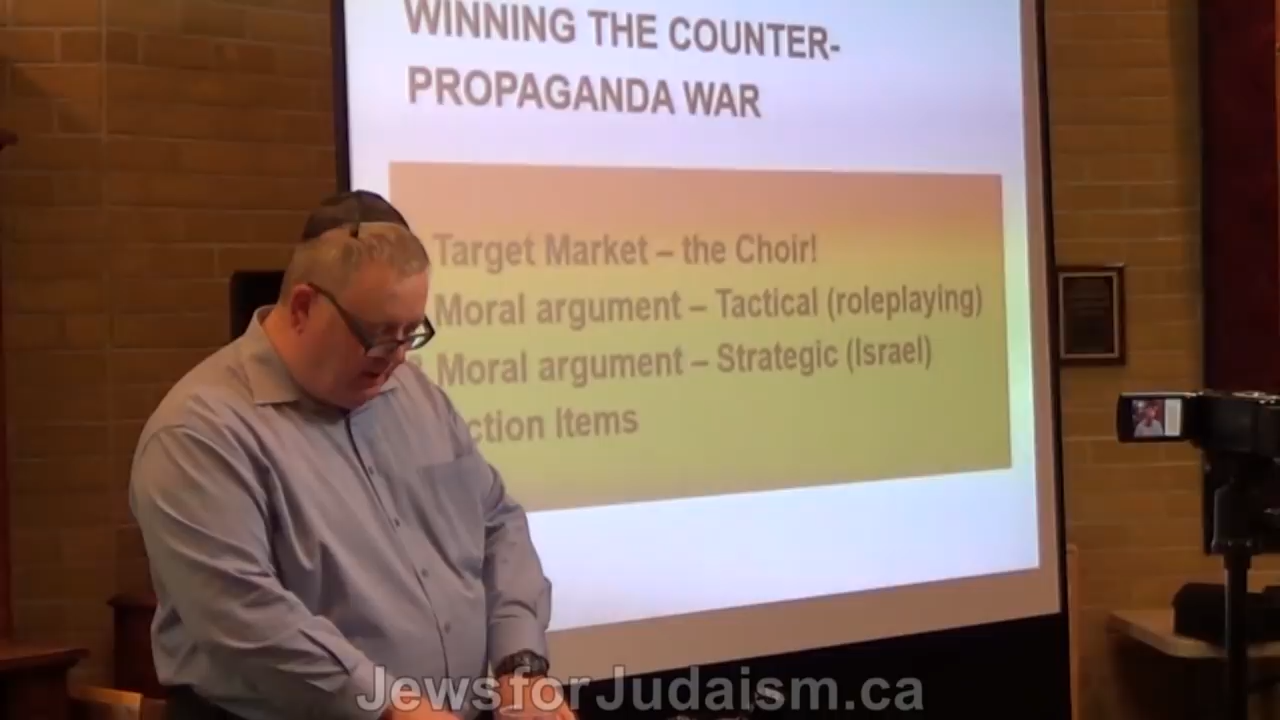 WINNING THE COUNTER-
PROPAGANDA WAR
Target Market – the Choir!
Moral argument – Tactical (roleplaying)
Moral argument – Strategic (Israel)
ction Items
JewsforJudaism.ca